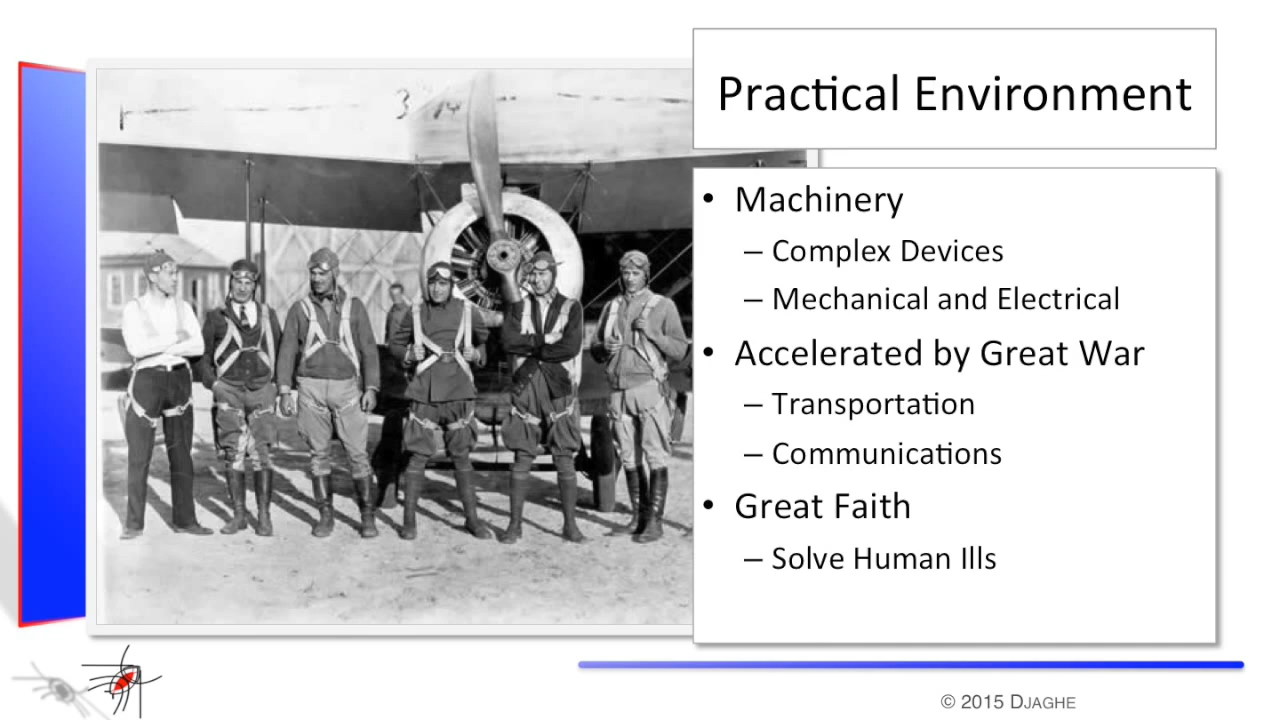 Practical Environment
• Machinery
– Complex Devices
– Mechanical and Electrical
• Accelerated by Great War
– Transportation
– Communications
• Great Faith
– Solve Human Ills
© 2015 DJAGHE